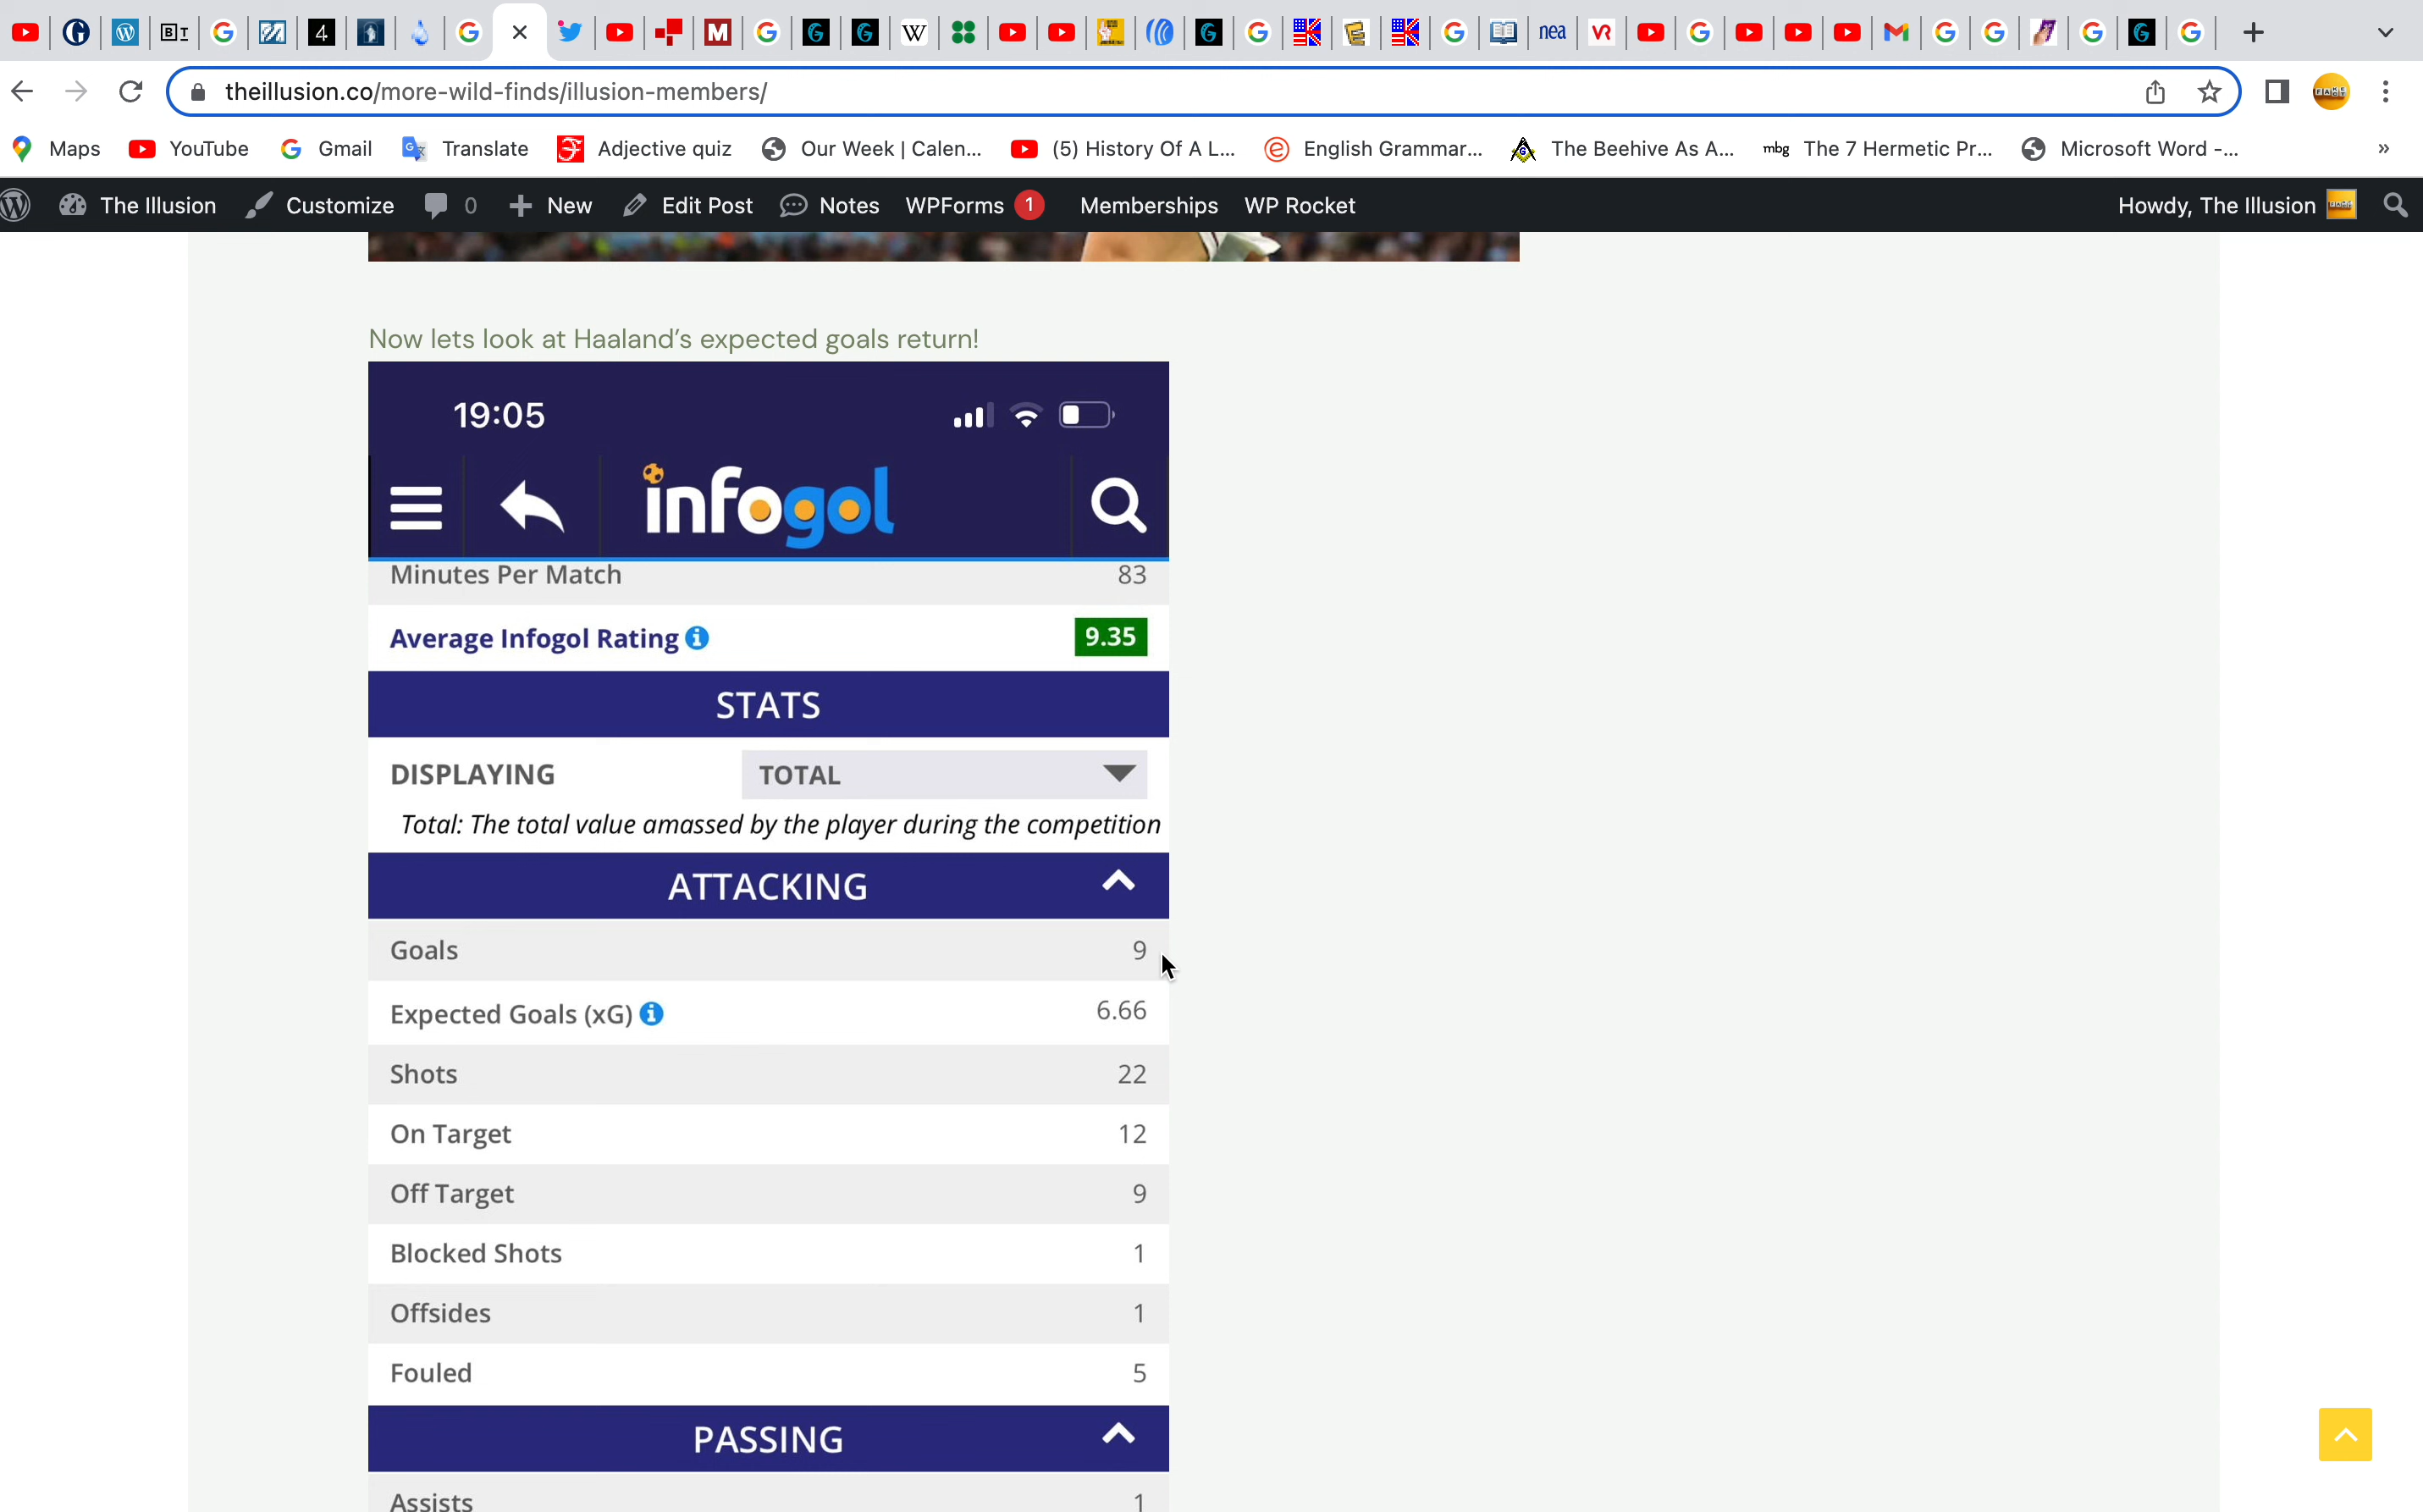 theillusion.co/more-wild-finds/illusion-members/
Maps YouTube Gmail Translate Adjective quiz Our Week | Calen... (5) History Of A L... English Grammar... The Beehive As A... The 7 Hermetic Pr... Microsoft Word -... »
The Illusion Customize 0 New Edit Post Notes WPForms 1 Memberships WP Rocket Howdy, The Illusion
Now lets look at Haaland's expected goals return!
19:05
infogol
Minutes Per Match 83
Average Infogol Rating 9.35
STATS
DISPLAYING TOTAL
Total: The total value amassed by the player during the competition
ATTACKING
Goals 9
Expected Goals (xG) 6.66
Shots 22
On Target 12
Off Target 9
Blocked Shots 1
Offsides 1
Fouled 5
PASSING
Assists 1